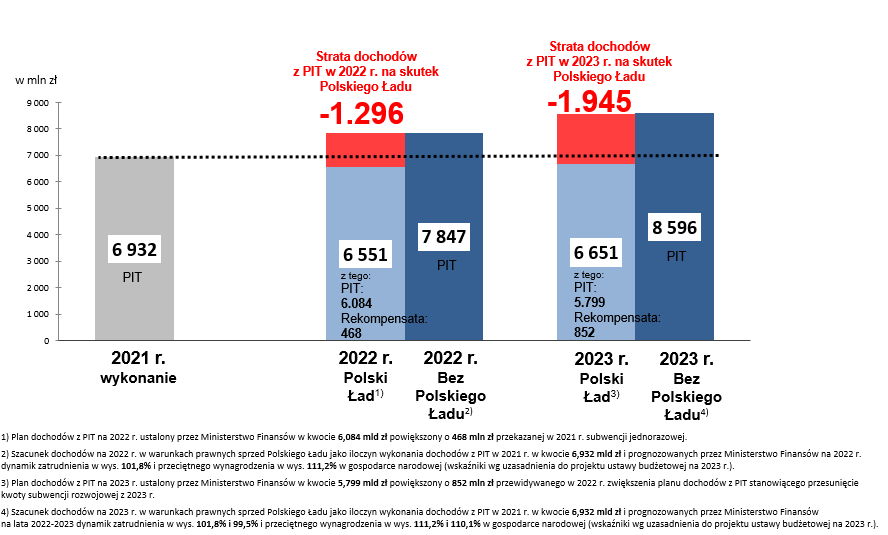 Strata dochodów
z PIT w 2022 r. na skutek
Polskiego Ładu
-1.296
Strata dochodów
z PIT w 2023 r. na skutek
Polskiego Ładu
-1.945
w mln zł
9 000
8 000
7 000
6 000
5 000
4 000
3 000
2 000
1 000
0
6 932
PIT
6 551
z tego:
PIT:
6.084
Rekompensata:
468
7 847
PIT
6 651
z tego:
PIT:
5.799
Rekompensata:
852
8 596
PIT
2021 r.
wykonanie
2022 r.
Polski
Ład1)
2022 r.
Bez
Polskiego
Ładu2)
2023 r.
Polski
Ład3)
2023 r.
Bez
Polskiego
Ładu4)
1) Plan dochodów z PIT na 2022 r. ustalony przez Ministerstwo Finansów w kwocie 6,084 mld zł powiększony o 468 mln zł przekazanej w 2021 r. subwencji jednorazowej.
2) Szacunek dochodów na 2022 r. w warunkach prawnych sprzed Polskiego Ładu jako iloczyn wykonania dochodów z PIT w 2021 r. w kwocie 6,932 mld zł i prognozowanych przez Ministerstwo Finansów na 2022 r.
dynamik zatrudnienia w wys. 101,8% i przeciętnego wynagrodzenia w wys. 111,2% w gospodarce narodowej (wskaźniki wg uzasadnienia do projektu ustawy budżetowej na 2023 r.).
3) Plan dochodów z PIT na 2023 r. ustalony przez Ministerstwo Finansów w kwocie 5,799 mld zł powiększony o 852 mln zł przewidywanego w 2022 r. zwiększenia planu dochodów z PIT stanowiącego przesunięcie
kwoty subwencji rozwojowej z 2023 r.
4) Szacunek dochodów na 2023 r. w warunkach prawnych sprzed Polskiego Ładu jako iloczyn wykonania dochodów z PIT w 2021 r. w kwocie 6,932 mld zł i prognozowanych przez Ministerstwo Finansów
na lata 2022-2023 dynamik zatrudnienia w wys. 101,8% i 99,5% i przeciętnego wynagrodzenia w wys. 111,2% i 110,1% w gospodarce narodowej (wskaźniki wg uzasadnienia do projektu ustawy budżetowej na 2023 r.).